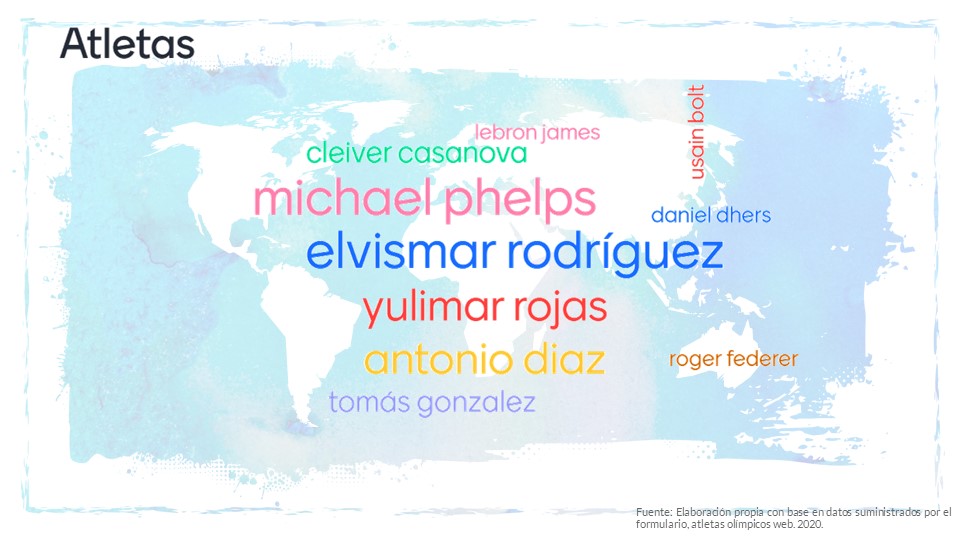 Atletas
usain bolt
lebron james
cleiver casanova
michael phelps
daniel dhers
elvismar rodríguez
yulimar rojas
antonio diaz
roger federer
tomás gonzalez
Fuente: Elaboración propia con base en datos suministrados por el
formulario, atletas olímpicos web. 2020.